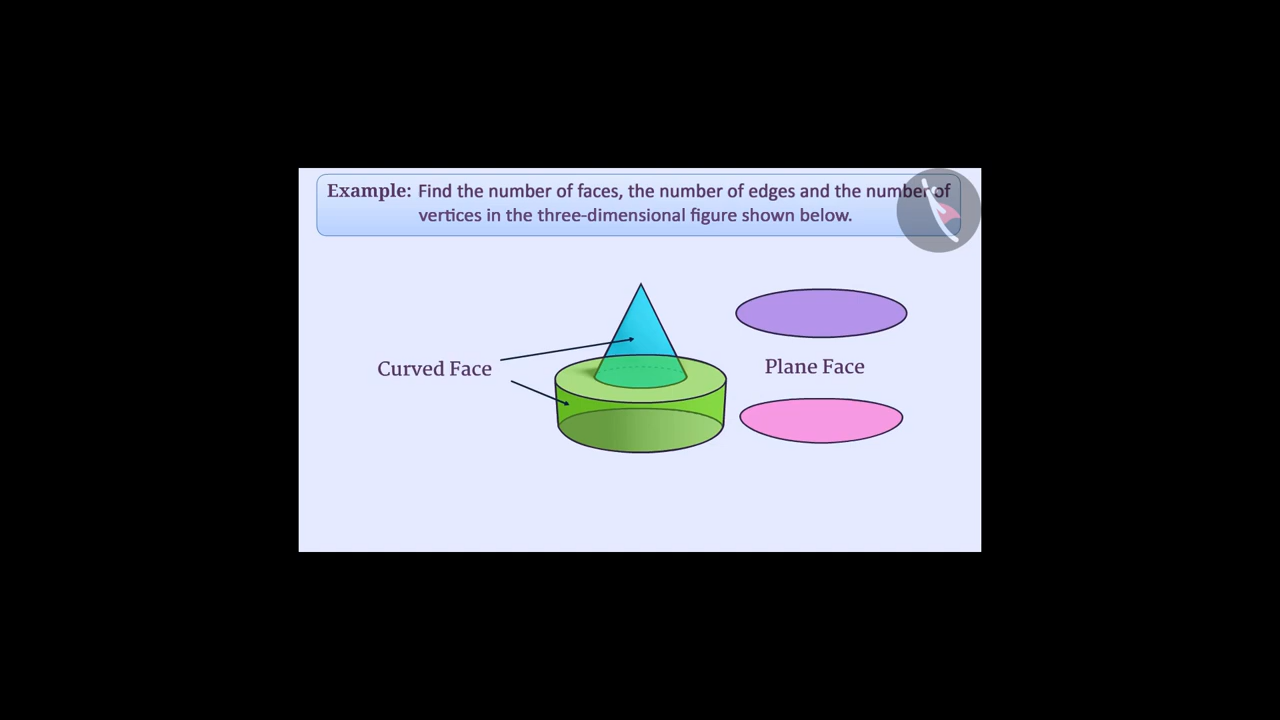 Example: Find the number of faces, the number of edges and the number of
vertices in the three-dimensional figure shown below.
Curved Face
Plane Face